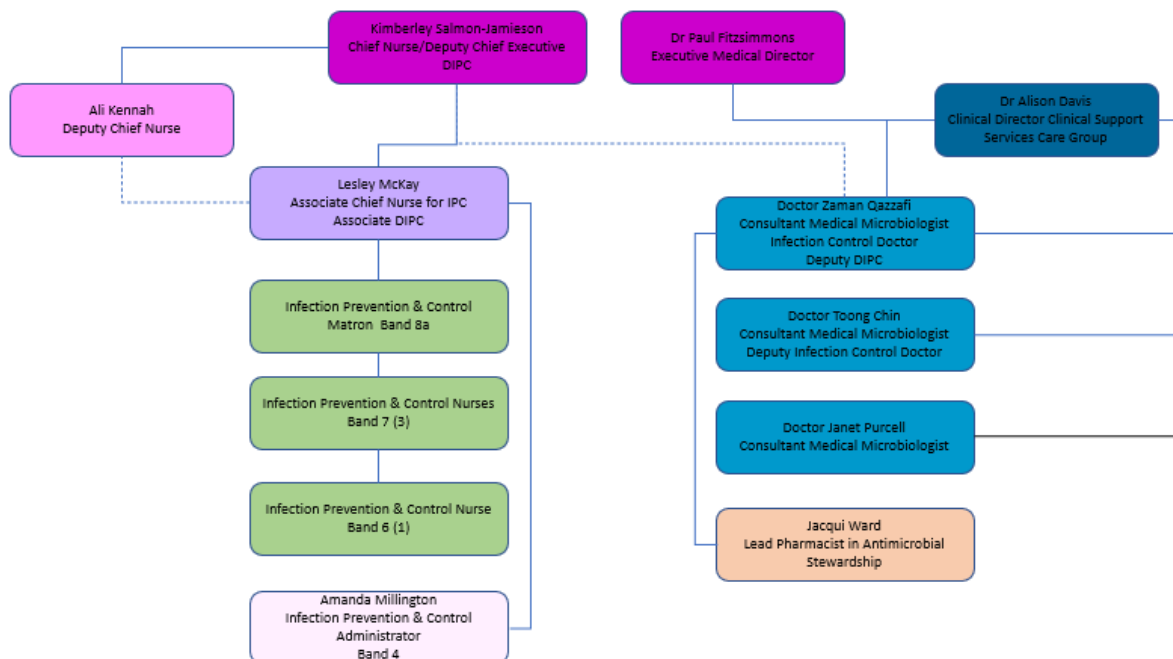 Kimberley Salmon-Jamieson
Chief Nurse/Deputy Chief Executive
DIPC
Dr Paul Fitzsimmons
Executive Medical Director
Ali Kennah
Deputy Chief Nurse
Dr Alison Davis
Clinical Director Clinical Support
Services Care Group
Lesley McKay
Associate Chief Nurse for IPC
Associate DIPC
Doctor Zaman Qazzafi
Consultant Medical Microbiologist
Infection Control Doctor
Deputy DIPC
Infection Prevention & Control
Matron Band 8a
Doctor Toong Chin
Consultant Medical Microbiologist
Deputy Infection Control Doctor
Infection Prevention & Control Nurses
Band 7 (3)
Doctor Janet Purcell
Consultant Medical Microbiologist
Infection Prevention & Control Nurse
Band 6 (1)
Jacqui Ward
Lead Pharmacist in Antimicrobial
Stewardship
Amanda Millington
Infection Prevention & Control
Administrator
Band 4